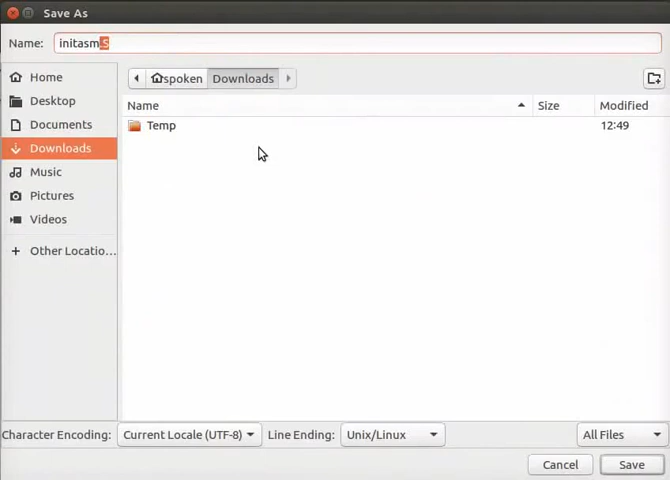 Save As
Name: initasm.S
Home
Desktop
Documents
Downloads
Music
Pictures
Videos
Other Locatio...
spoken Downloads
Name Size Modified
Temp 12:49
Character Encoding: Current Locale (UTF-8) Line Ending: Unix/Linux All Files
Cancel Save